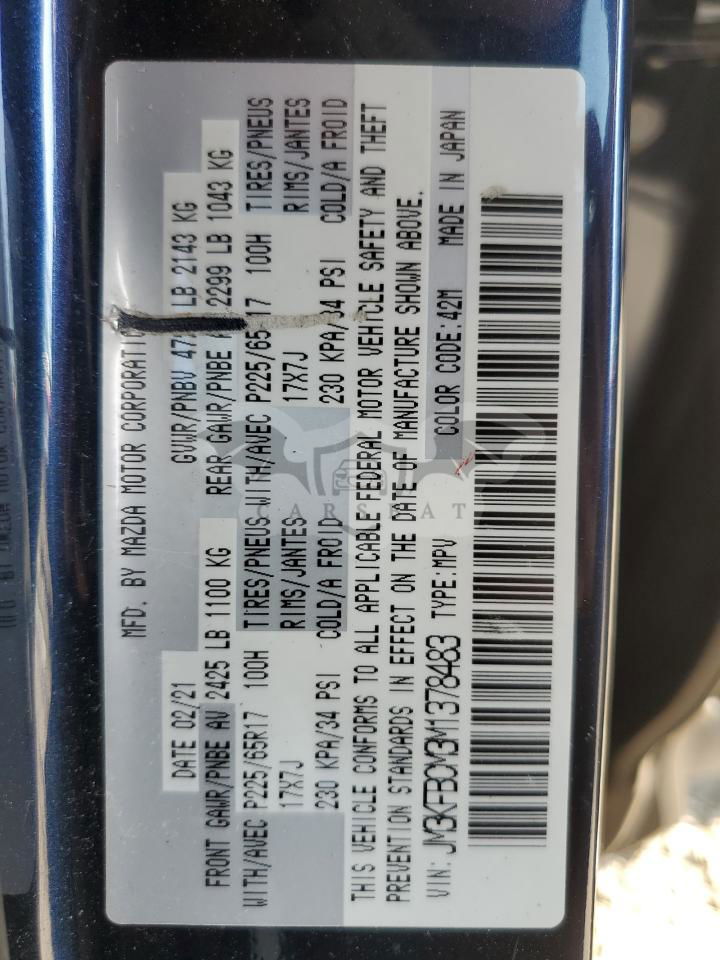 MFD. BY MAZDA MOTOR CORPORATION
DATE 02/21 GVWR/PNBV LB 2143 KG
FRONT GAWR/PNBE AV 2425 LB 1100 KG REAR GAWR/PNBE 2299 LB 1043 KG
WITH/AVEC P225/65R17 100H TIRES/PNEUS WITH/AVEC P225/65R17 100H TIRES/PNEUS
17X7J RIMS/JANTES 17X7J RIMS/JANTES
230 KPA/34 PSI COLD/A FROID 230 KPA/34 PSI COLD/A FROID
THIS VEHICLE CONFORMS TO ALL APPLICABLE FEDERAL MOTOR VEHICLE SAFETY AND THEFT
PREVENTION STANDARDS IN EFFECT ON THE DATE OF MANUFACTURE SHOWN ABOVE.
VIN: JM3KFBCM3M1378483 TYPE:MPV COLOR CODE:42M MADE IN JAPAN